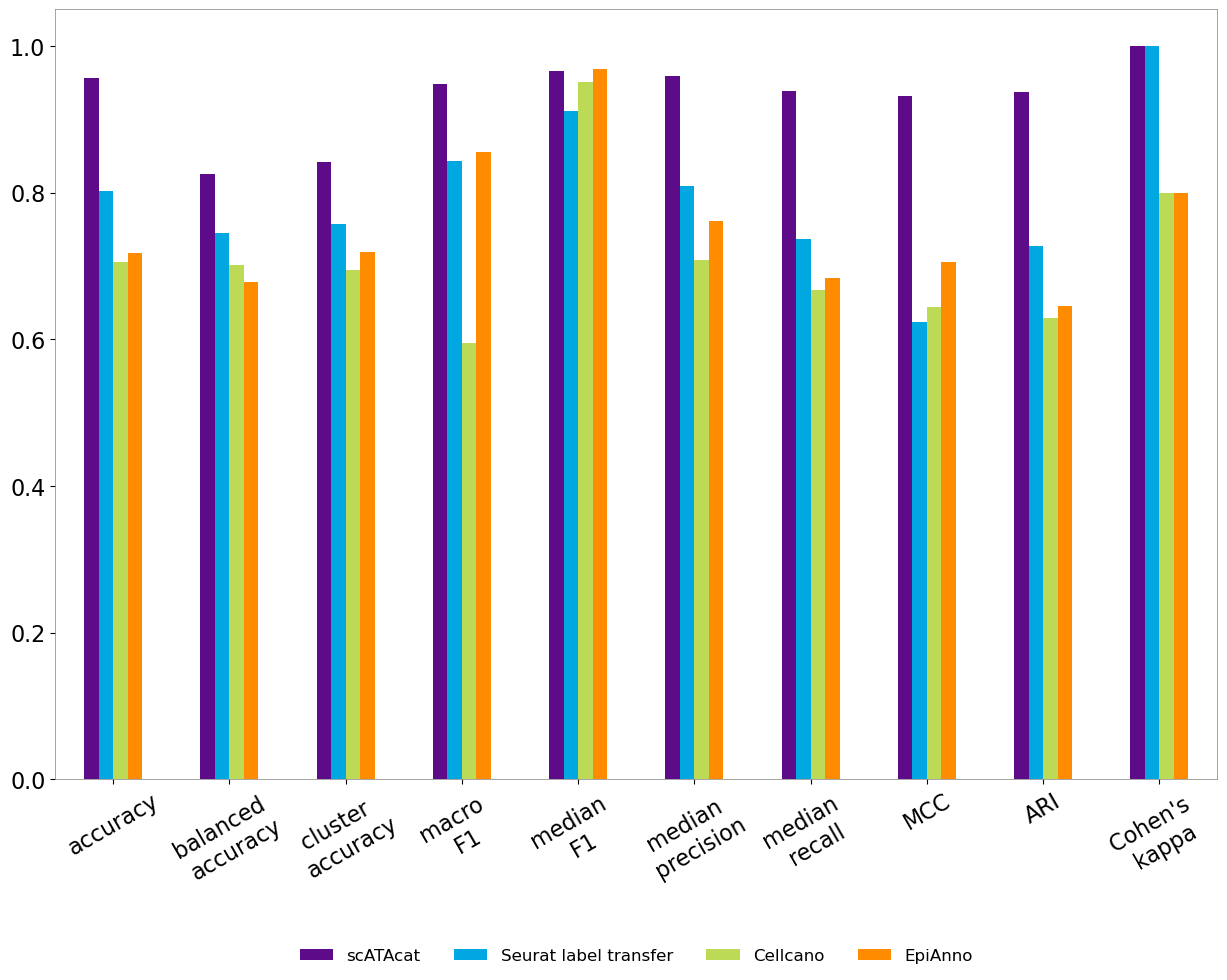 1.0
0.8
0.6
0.4
0.2
0.0
accuracy
balanced
accuracy
cluster
accuracy
macro
F1
median
F1
median
precision
median
recall
MCC
ARI
Cohen's
kappa
scATAcat
Seurat label transfer
Cellcano
EpiAnno